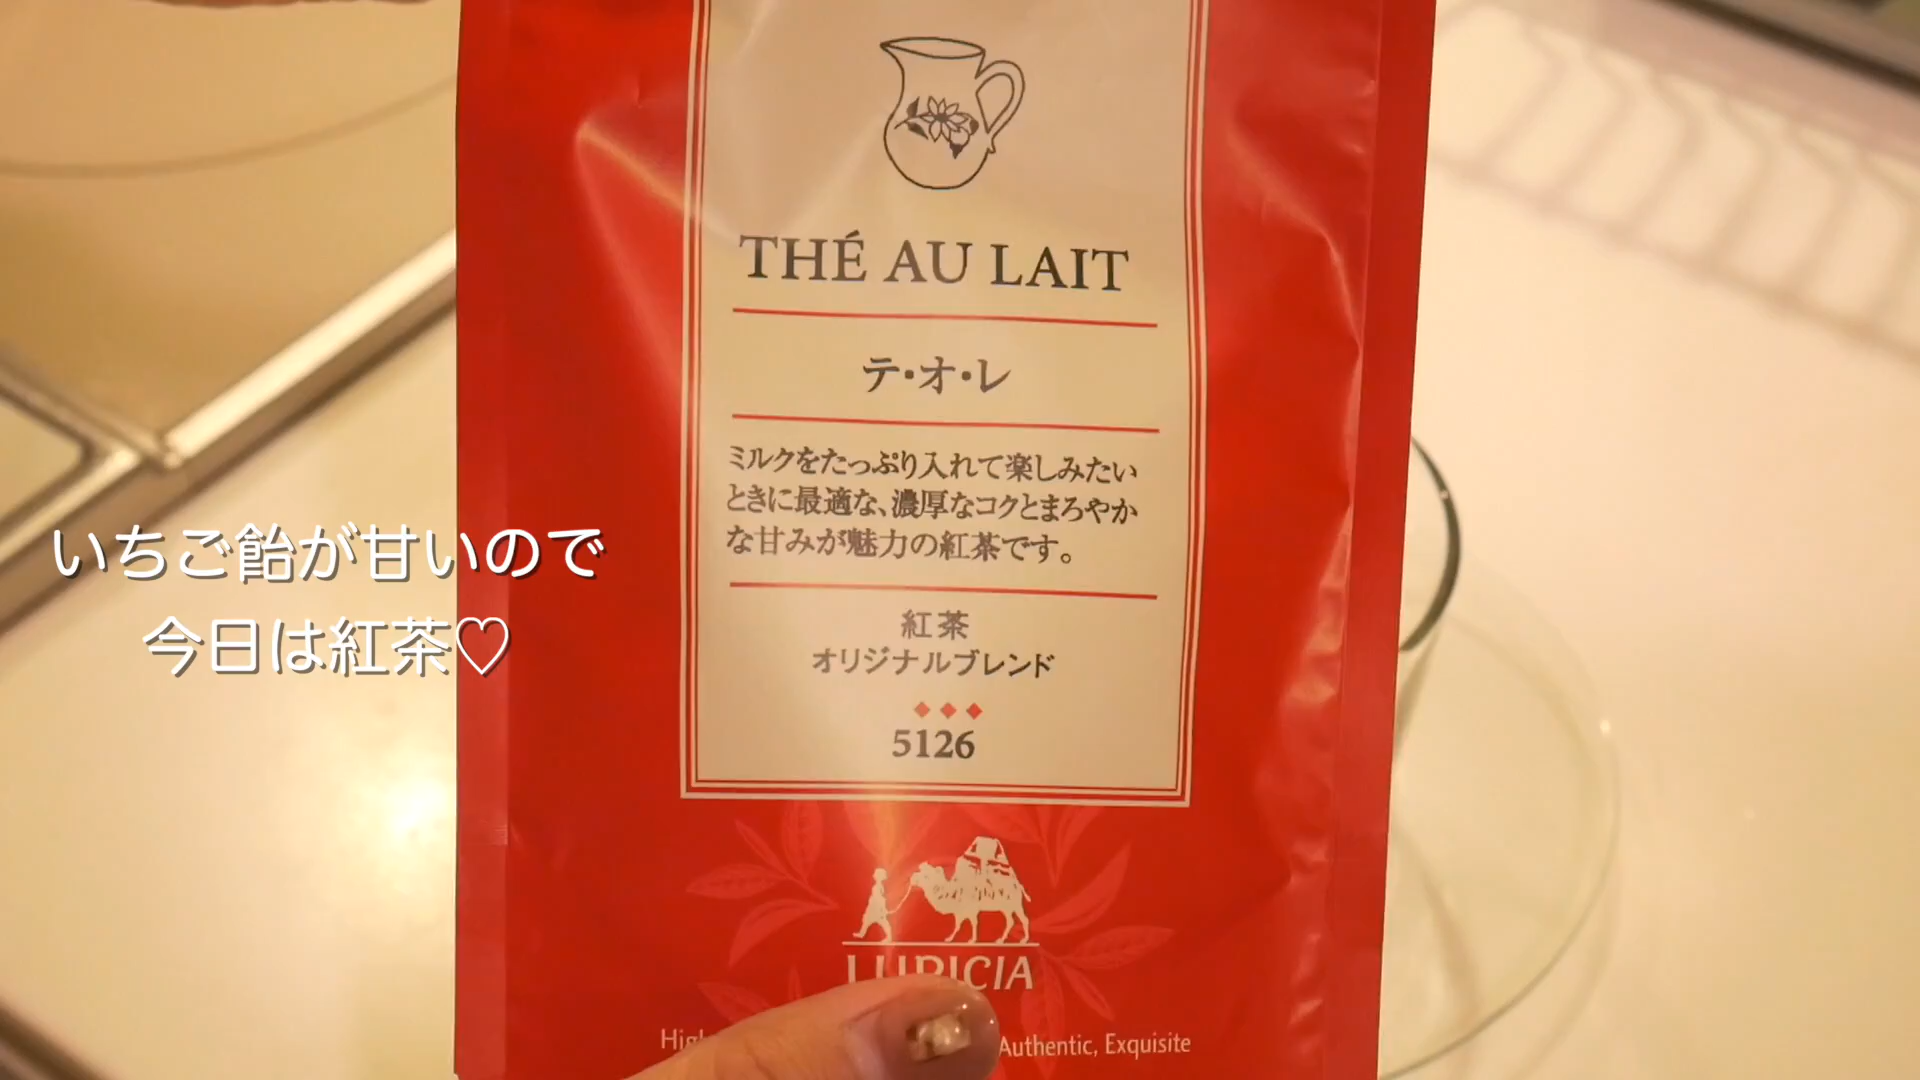 THÉ AU LAIT
テ・オ・レ
ミルクをたっぷり入れて楽しみたい
ときに最適な、濃厚なコクとまろやか
な甘みが魅力の紅茶です。
いちご飴が甘いので
今日は紅茶♡
紅茶
オリジナルブレンド
5126
LUPICIA
Authentic, Exquisite